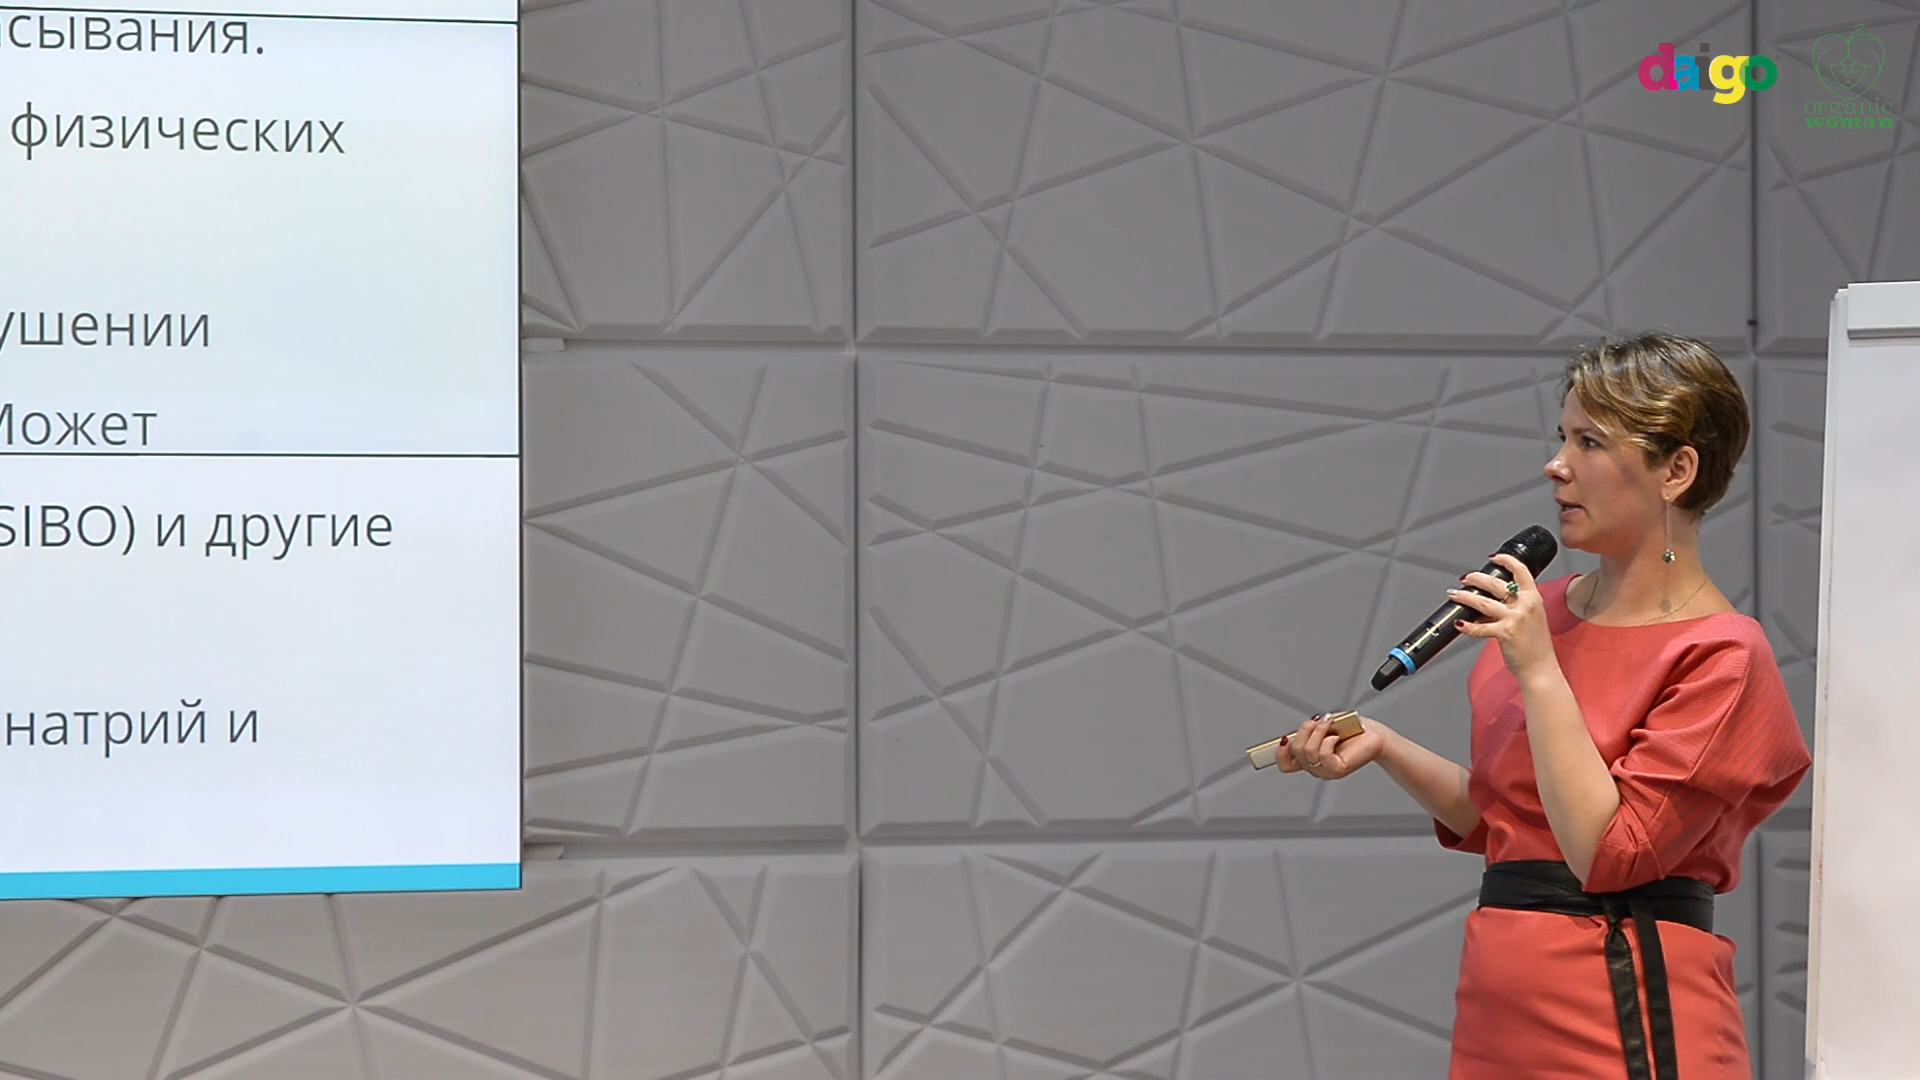 сывания.
физических
ушении
Может
SIBO) и другие
натрий и
daigo
organic
woman